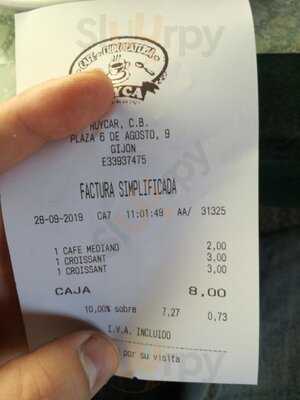 CAFE CHOCOLATERIA
HUYCAR, C.B.
PLAZA 6 DE AGOSTO, 9
GIJON
E33937475
FACTURA SIMPLIFICADA
28-09-2019 CA7 11:01:49 AA/ 31325
1 CAFE MEDIANO 2,00
1 CROISSANT 3,00
1 CROISSANT 3,00
CAJA 8,00
10,00% sobre 7,27 0,73
I.V.A. INCLUIDO
por su visita
Sluurpy